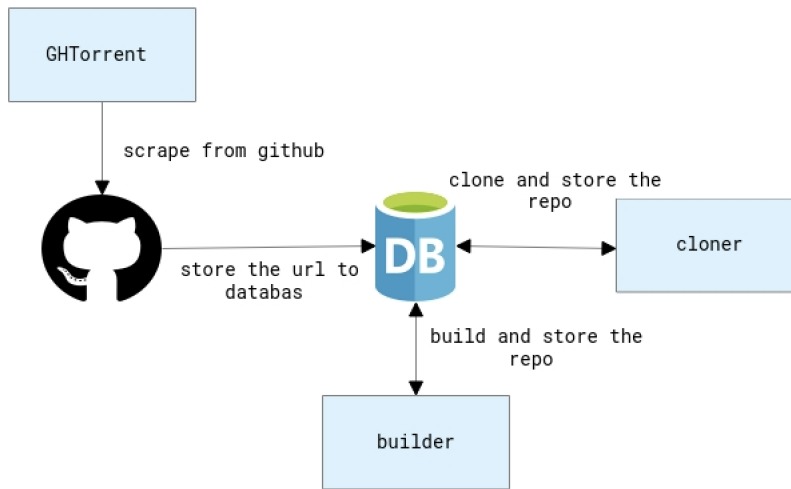 GHTorrent
scrape from github
clone and store the
repo
DB
cloner
store the url to
databas
build and store the
repo
builder